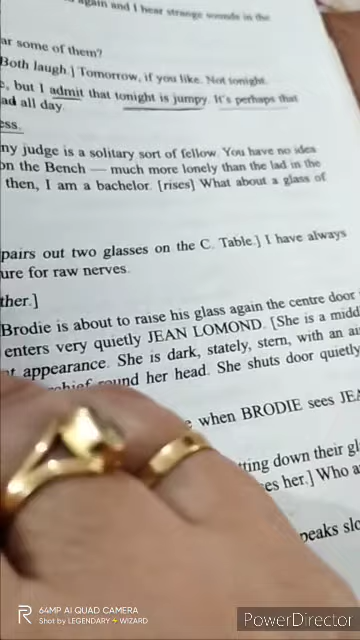 again and I hear strange sounds in the
ar some of them?
Both laugh.] Tomorrow, if you like. Not tonight.
e, but I admit that tonight is jumpy. It's perhaps that
ad all day.
ess.
ny judge is a solitary sort of fellow. You have no idea
on the Bench — much more lonely than the lad in the
then, I am a bachelor. [rises] What about a glass of
pairs out two glasses on the C. Table.] I have always
ure for raw nerves.
ther.]
Brodie is about to raise his glass again the centre door
enters very quietly JEAN LOMOND. [She is a midd
appearance. She is dark, stately, stern, with an
round her head. She shuts door quietly
when BRODIE sees JEA
tting down their gl
es her.] Who a
peaks slo
64MP AI QUAD CAMERA
Shot by LEGENDARY⚡WIZARD
PowerDirector